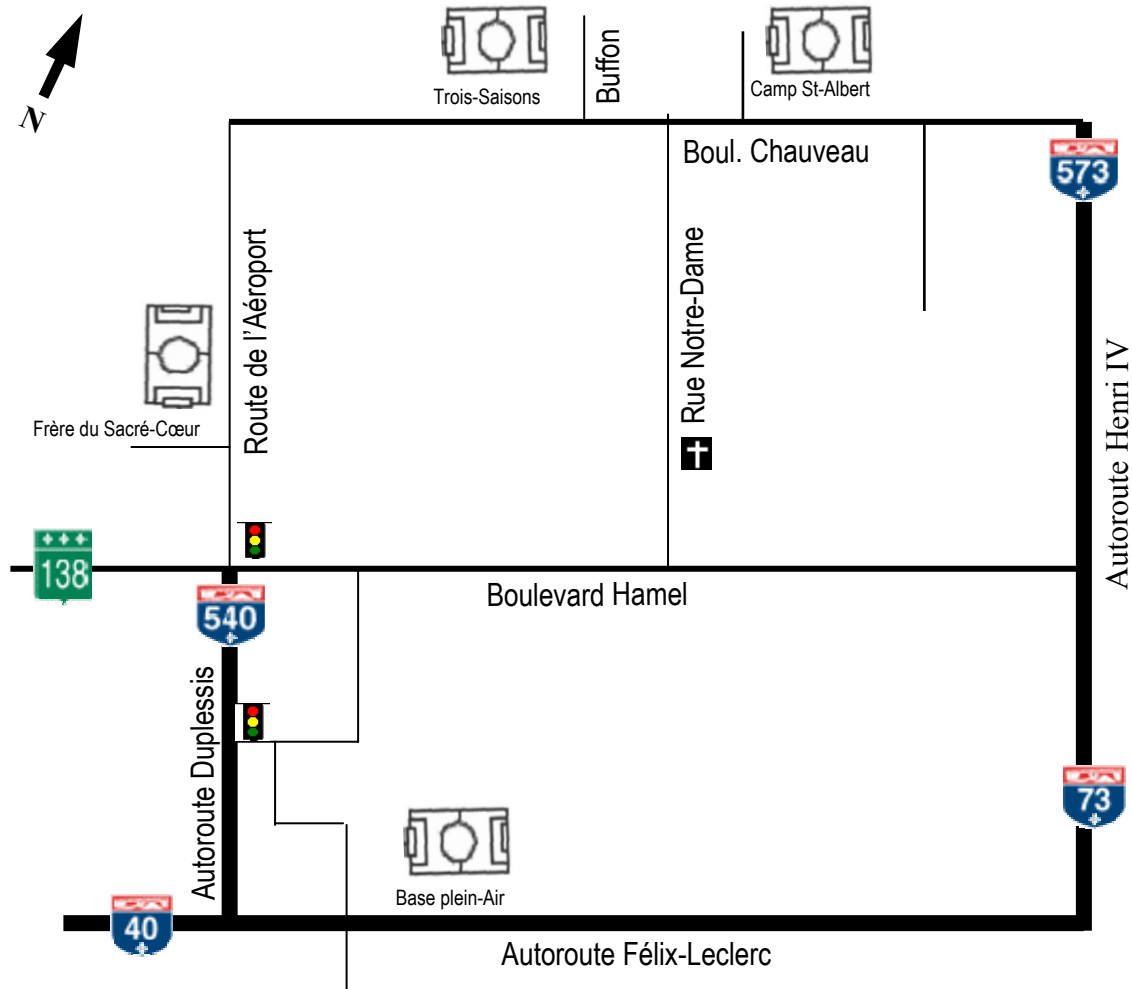 Trois-Saisons
Buffon
Camp St-Albert
N
Boul. Chauveau
573
Route de l'Aéroport
Rue Notre-Dame
Autoroute Henri IV
Frère du Sacré-Cœur
138
540
Boulevard Hamel
Autoroute Duplessis
73
Base plein-Air
40
Autoroute Félix-Leclerc